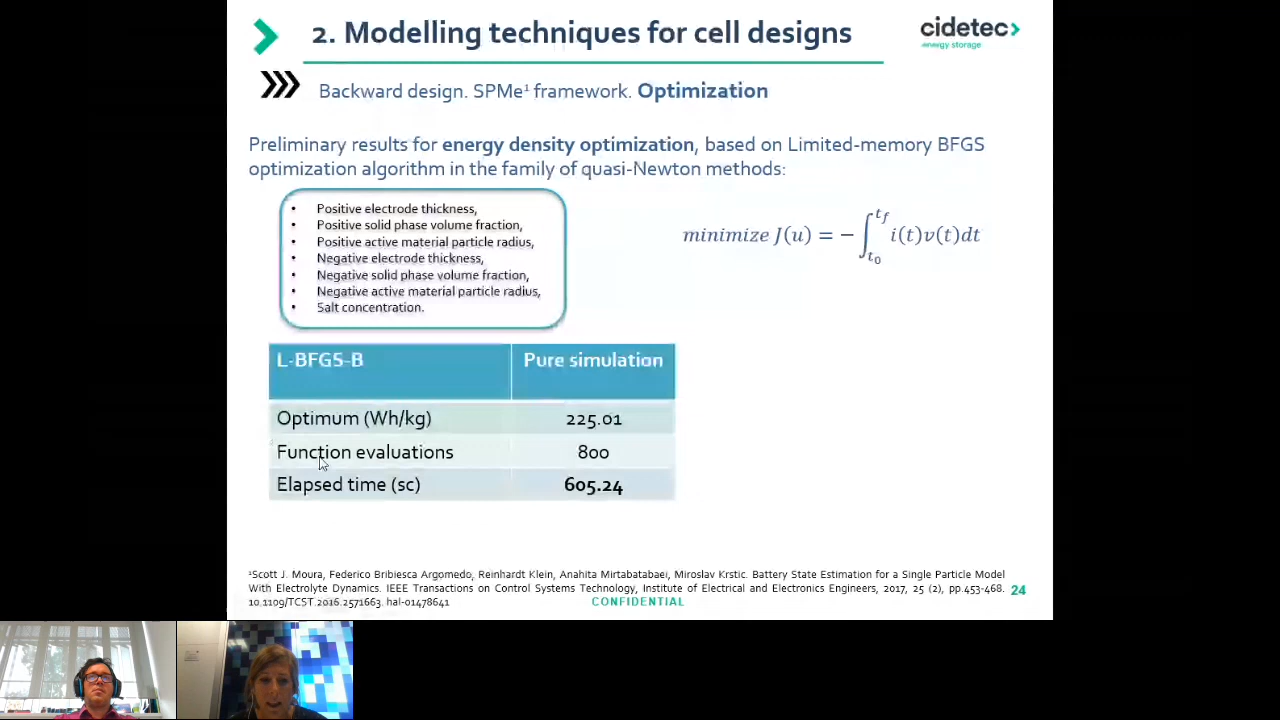 2. Modelling techniques for cell designs
cidetec>
energy storage
Backward design. SPMe¹ framework. Optimization
Preliminary results for energy density optimization, based on Limited-memory BFGS
optimization algorithm in the family of quasi-Newton methods:
• Positive electrode thickness,
• Positive solid phase volume fraction,
• Positive active material particle radius,
• Negative electrode thickness,
• Negative solid phase volume fraction,
• Negative active material particle radius,
• Salt concentration.
minimize J(u) = − ∫_{t₀}^{t_f} i(t)v(t)dt
L-BFGS-B Pure simulation
Optimum (Wh/kg) 225.01
Function evaluations 800
Elapsed time (sc) 605.24
¹Scott J. Moura, Federico Bribiesca Argomedo, Reinhardt Klein, Anahita Mirtabatabaei, Miroslav Krstic. Battery State Estimation for a Single Particle Model
With Electrolyte Dynamics. IEEE Transactions on Control Systems Technology, Institute of Electrical and Electronics Engineers, 2017, 25 (2), pp.453-468.
10.1109/TCST.2016.2571663. hal-01478641
CONFIDENTIAL
24